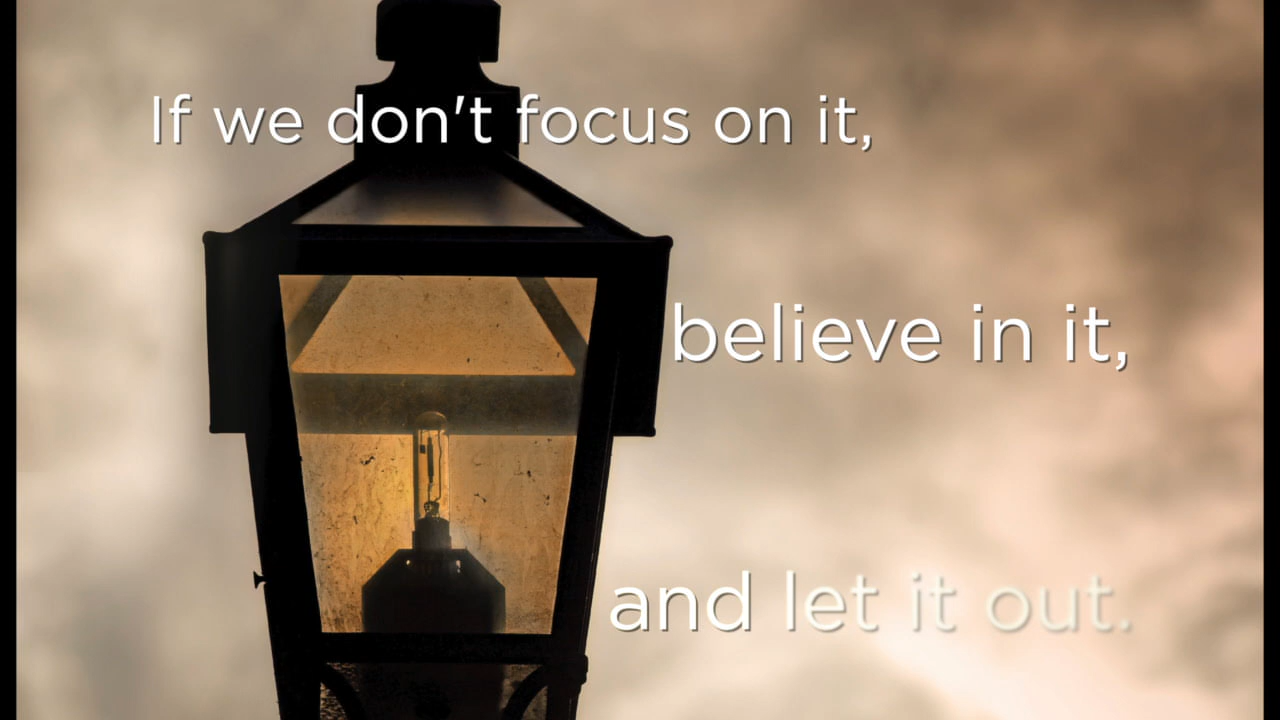 If we don't focus on it,
believe in it,
and let it out.